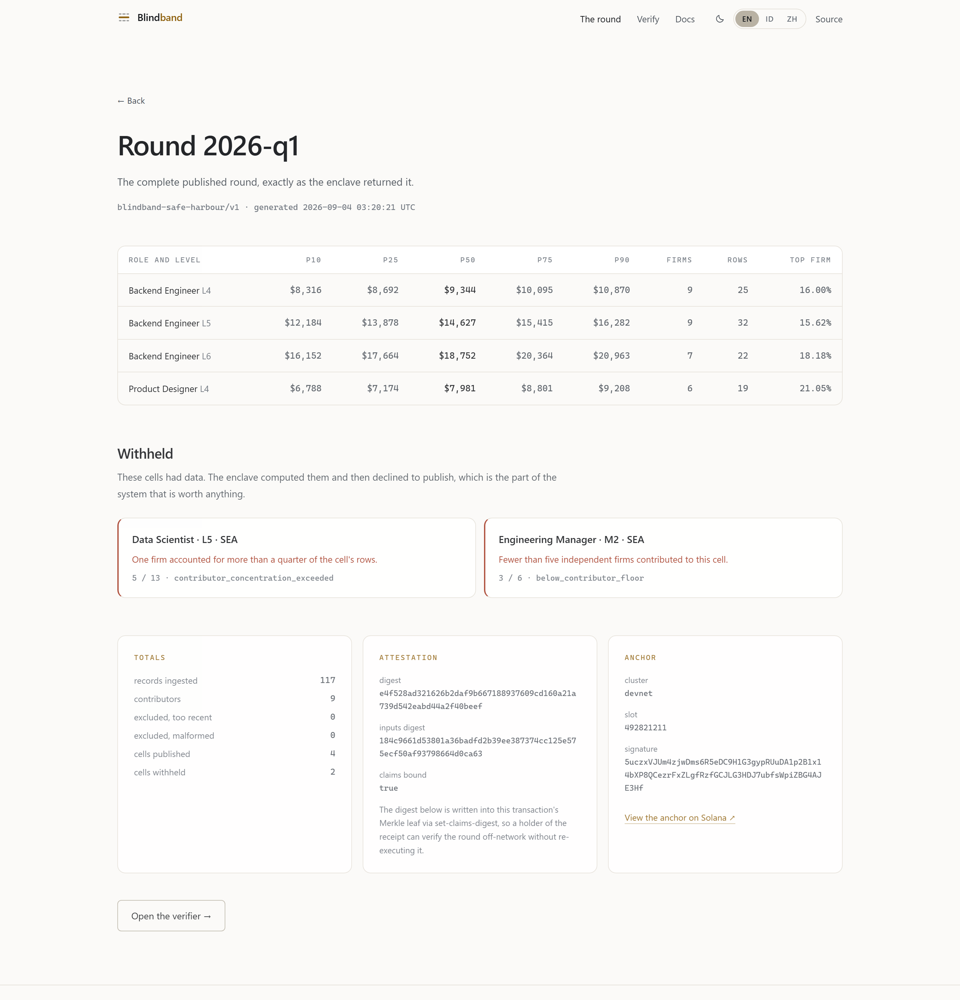 Blindband
The round Verify Docs EN ID ZH Source
← Back
Round 2026-q1
The complete published round, exactly as the enclave returned it.
blindband-safe-harbour/v1 · generated 2026-09-04 03:20:21 UTC
ROLE AND LEVEL P10 P25 P50 P75 P90 FIRMS ROWS TOP FIRM
Backend Engineer L4 $8,316 $8,692 $9,344 $10,095 $10,870 9 25 16.00%
Backend Engineer L5 $12,184 $13,878 $14,627 $15,415 $16,282 9 32 15.62%
Backend Engineer L6 $16,152 $17,664 $18,752 $20,364 $20,963 7 22 18.18%
Product Designer L4 $6,788 $7,174 $7,981 $8,801 $9,208 6 19 21.05%
Withheld
These cells had data. The enclave computed them and then declined to publish, which is the part of the
system that is worth anything.
Data Scientist · L5 · SEA
One firm accounted for more than a quarter of the cell's rows.
5 / 13 · contributor_concentration_exceeded
Engineering Manager · M2 · SEA
Fewer than five independent firms contributed to this cell.
3 / 6 · below_contributor_floor
TOTALS
records ingested 117
contributors 9
excluded, too recent 0
excluded, malformed 0
cells published 4
cells withheld 2
ATTESTATION
digest
e4f528ad321626b2daf9b667188937609cd160a21a
739d542eabd44a2f40beef
inputs digest
184c9661d53801a36badfd2b39ee387374cc125e57
5ecf50af93798664d0ca63
claims bound
true
The digest below is written into this transaction's
Merkle leaf via set-claims-digest, so a holder of the
receipt can verify the round off-network without re-
executing it.
ANCHOR
cluster
devnet
slot
492821211
signature
5uczxVJUm4zjwDms6R5eDC9H1G3gypRUuDA1p2B1x1
4bXP8QCezrFxZLgfRzfGCJLG3HDJ7ubfsWpiZBG4AJ
E3Hf
View the anchor on Solana ↗
Open the verifier →